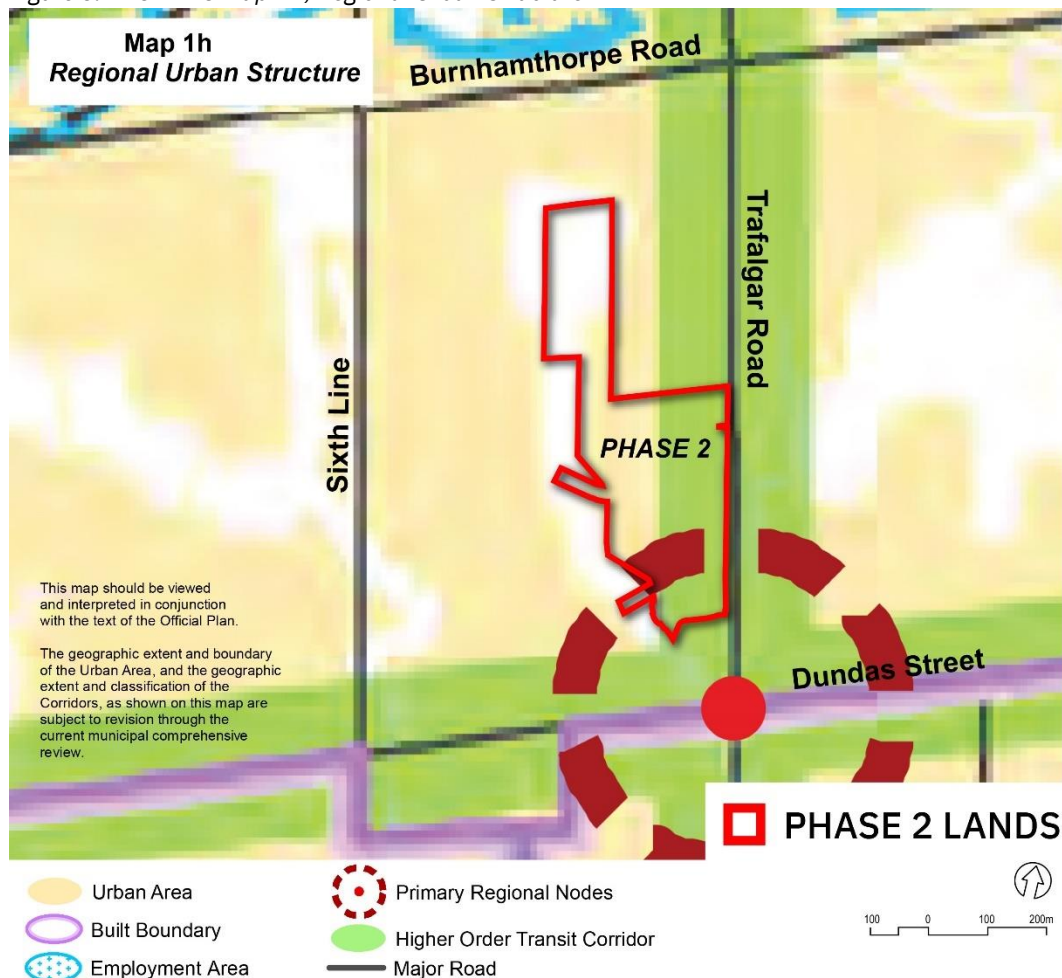 Map 1h
Regional Urban Structure
Burnhamthorpe Road
Trafalgar Road
Sixth Line
PHASE 2
This map should be viewed
and interpreted in conjunction
with the text of the Official Plan.
The geographic extent and boundary
of the Urban Area, and the geographic
extent and classification of the
Corridors, as shown on this map are
subject to revision through the
current municipal comprehensive
review.
Dundas Street
PHASE 2 LANDS
Urban Area
Built Boundary
Employment Area
Primary Regional Nodes
Higher Order Transit Corridor
Major Road
100 0 100 200m